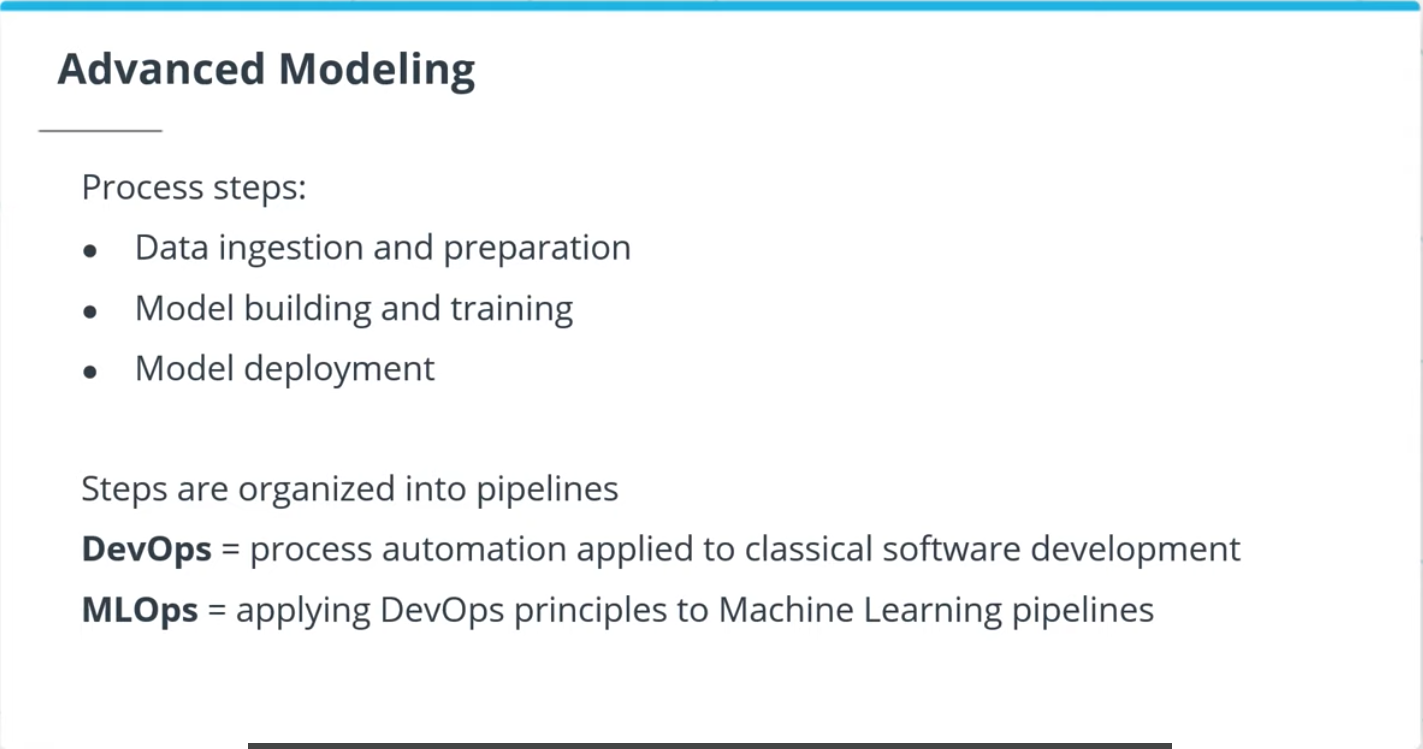 Advanced Modeling
Process steps:
● Data ingestion and preparation
● Model building and training
● Model deployment
Steps are organized into pipelines
DevOps = process automation applied to classical software development
MLOps = applying DevOps principles to Machine Learning pipelines